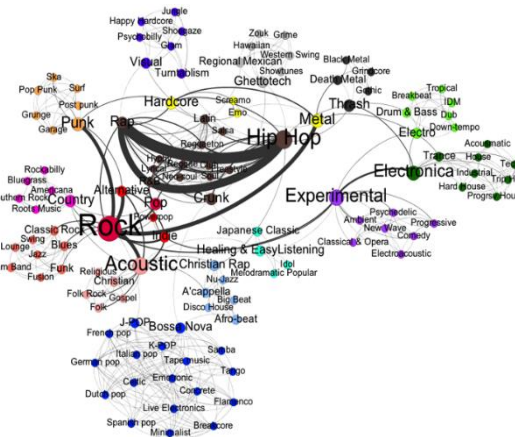 Jungle
Happy Hardcore
Shoegaze
Psychobilly
Glam
Visual
Turntablism
Zouk
Grime
Hawaiian
Western Swing
Regional Mexican
Showtunes
Ghettotech
Black Metal
Grindcore
Death Metal
Gothic
Thrash
Ska
Pop Punk
Surf
Post-punk
Grunge
Garage
Punk
Rap
Hardcore
Screamo
Emo
Metal
Latin
Salsa
Reggaeton
Hip Hop
Crunk
Tropical
Breakbeat
IDM
Drum & Bass
Dub
Down-tempo
Electro
Acousmatic
Trance
House
Electronica
Industrial
Hard House
Rockabilly
Bluegrass
Americana
Country
Roots Music
Alternative
Pop
Powerpop
Rock
Indie
Experimental
Psychedelic
Ambient
New Wave
Progressive
Comedy
Classical & Opera
Electroacoustic
Classic Rock
Swing
Lounge
Blues
Jazz
Funk
Fusion
Acoustic
Religious
Christian
Folk Rock
Folk
Gospel
Japanese Classic
Healing & EasyListening
Idol
Melodramatic Popular
Christian Rap
Nu-Jazz
A'cappella
Big Beat
Disco House
Afro-beat
J-POP
Bossa Nova
French pop
K-POP
Samba
Italian pop
German pop
Tape music
Tango
Celtic
Emotronic
Dutch pop
Concrete
Flamenco
Live Electronics
Spanish pop
Breakcore
Minimalist